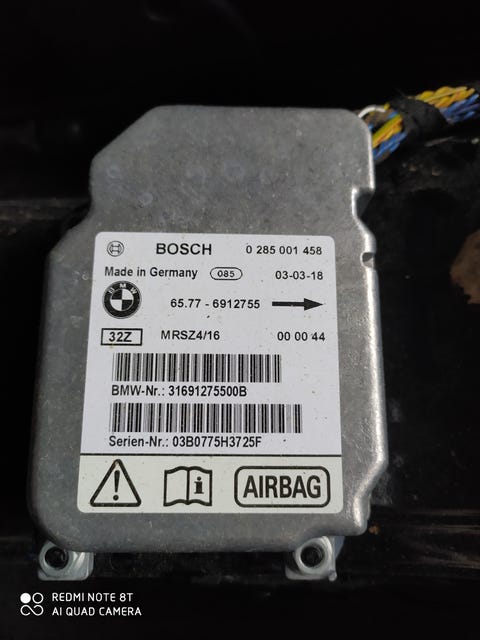 BOSCH 0 285 001 458
Made in Germany 085 03-03-18
BMW
65.77 - 6912755
32Z MRSZ4/16 00 00 44
BMW-Nr.: 31691275500B
Serien-Nr.: 03B0775H3725F
AIRBAG
REDMI NOTE 8T
AI QUAD CAMERA